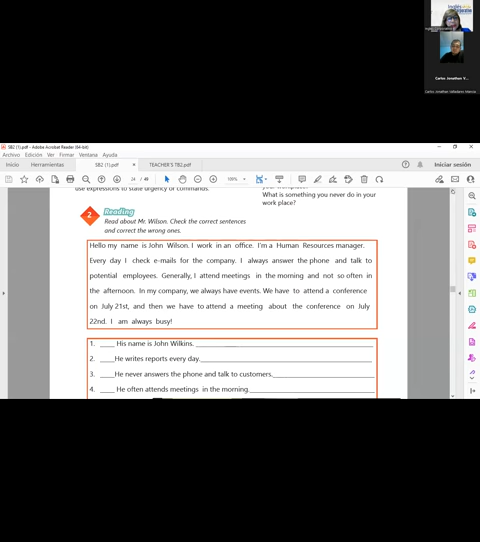 Carlos Jonathan V...
Carlos Jonathan Valladares Mancia
SB2 (1).pdf - Adobe Acrobat Reader (64-bit)
Archivo Edición Ver Firmar Ventana Ayuda
Inicio Herramientas SB2 (1).pdf × TEACHER'S TB2.pdf Iniciar sesión
24 / 49
use expressions to state urgency or commands.
your workplace?
What is something you never do in your
work place?
2 Reading
Read about Mr. Wilson. Check the correct sentences
and correct the wrong ones.
Hello my name is John Wilson. I work in an office. I'm a Human Resources manager.
Every day I check e-mails for the company. I always answer the phone and talk to
potential employees. Generally, I attend meetings in the morning and not so often in
the afternoon. In my company, we always have events. We have to attend a conference
on July 21st, and then we have to attend a meeting about the conference on July
22nd. I am always busy!
1. ____ His name is John Wilkins.
2. ____He writes reports every day.
3. ____He never answers the phone and talk to customers.
4. ____ He often attends meetings in the morning.